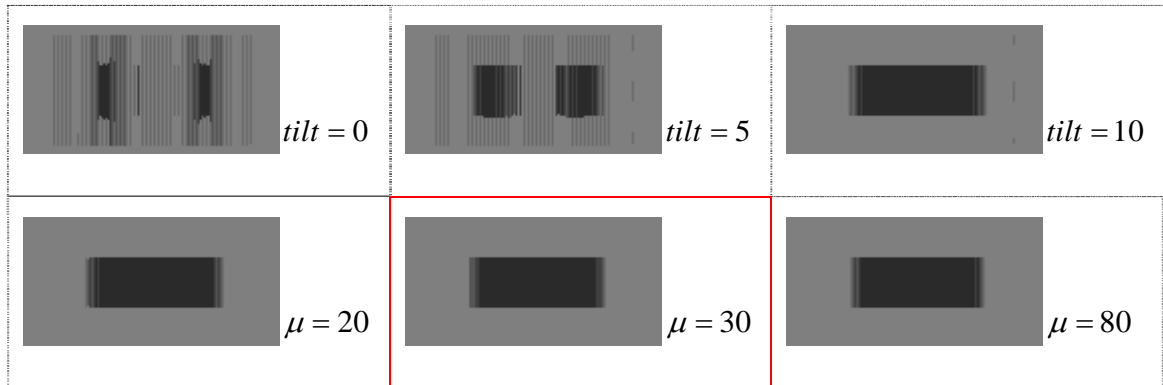 tilt = 0
tilt = 5
tilt = 10
μ = 20
μ = 30
μ = 80